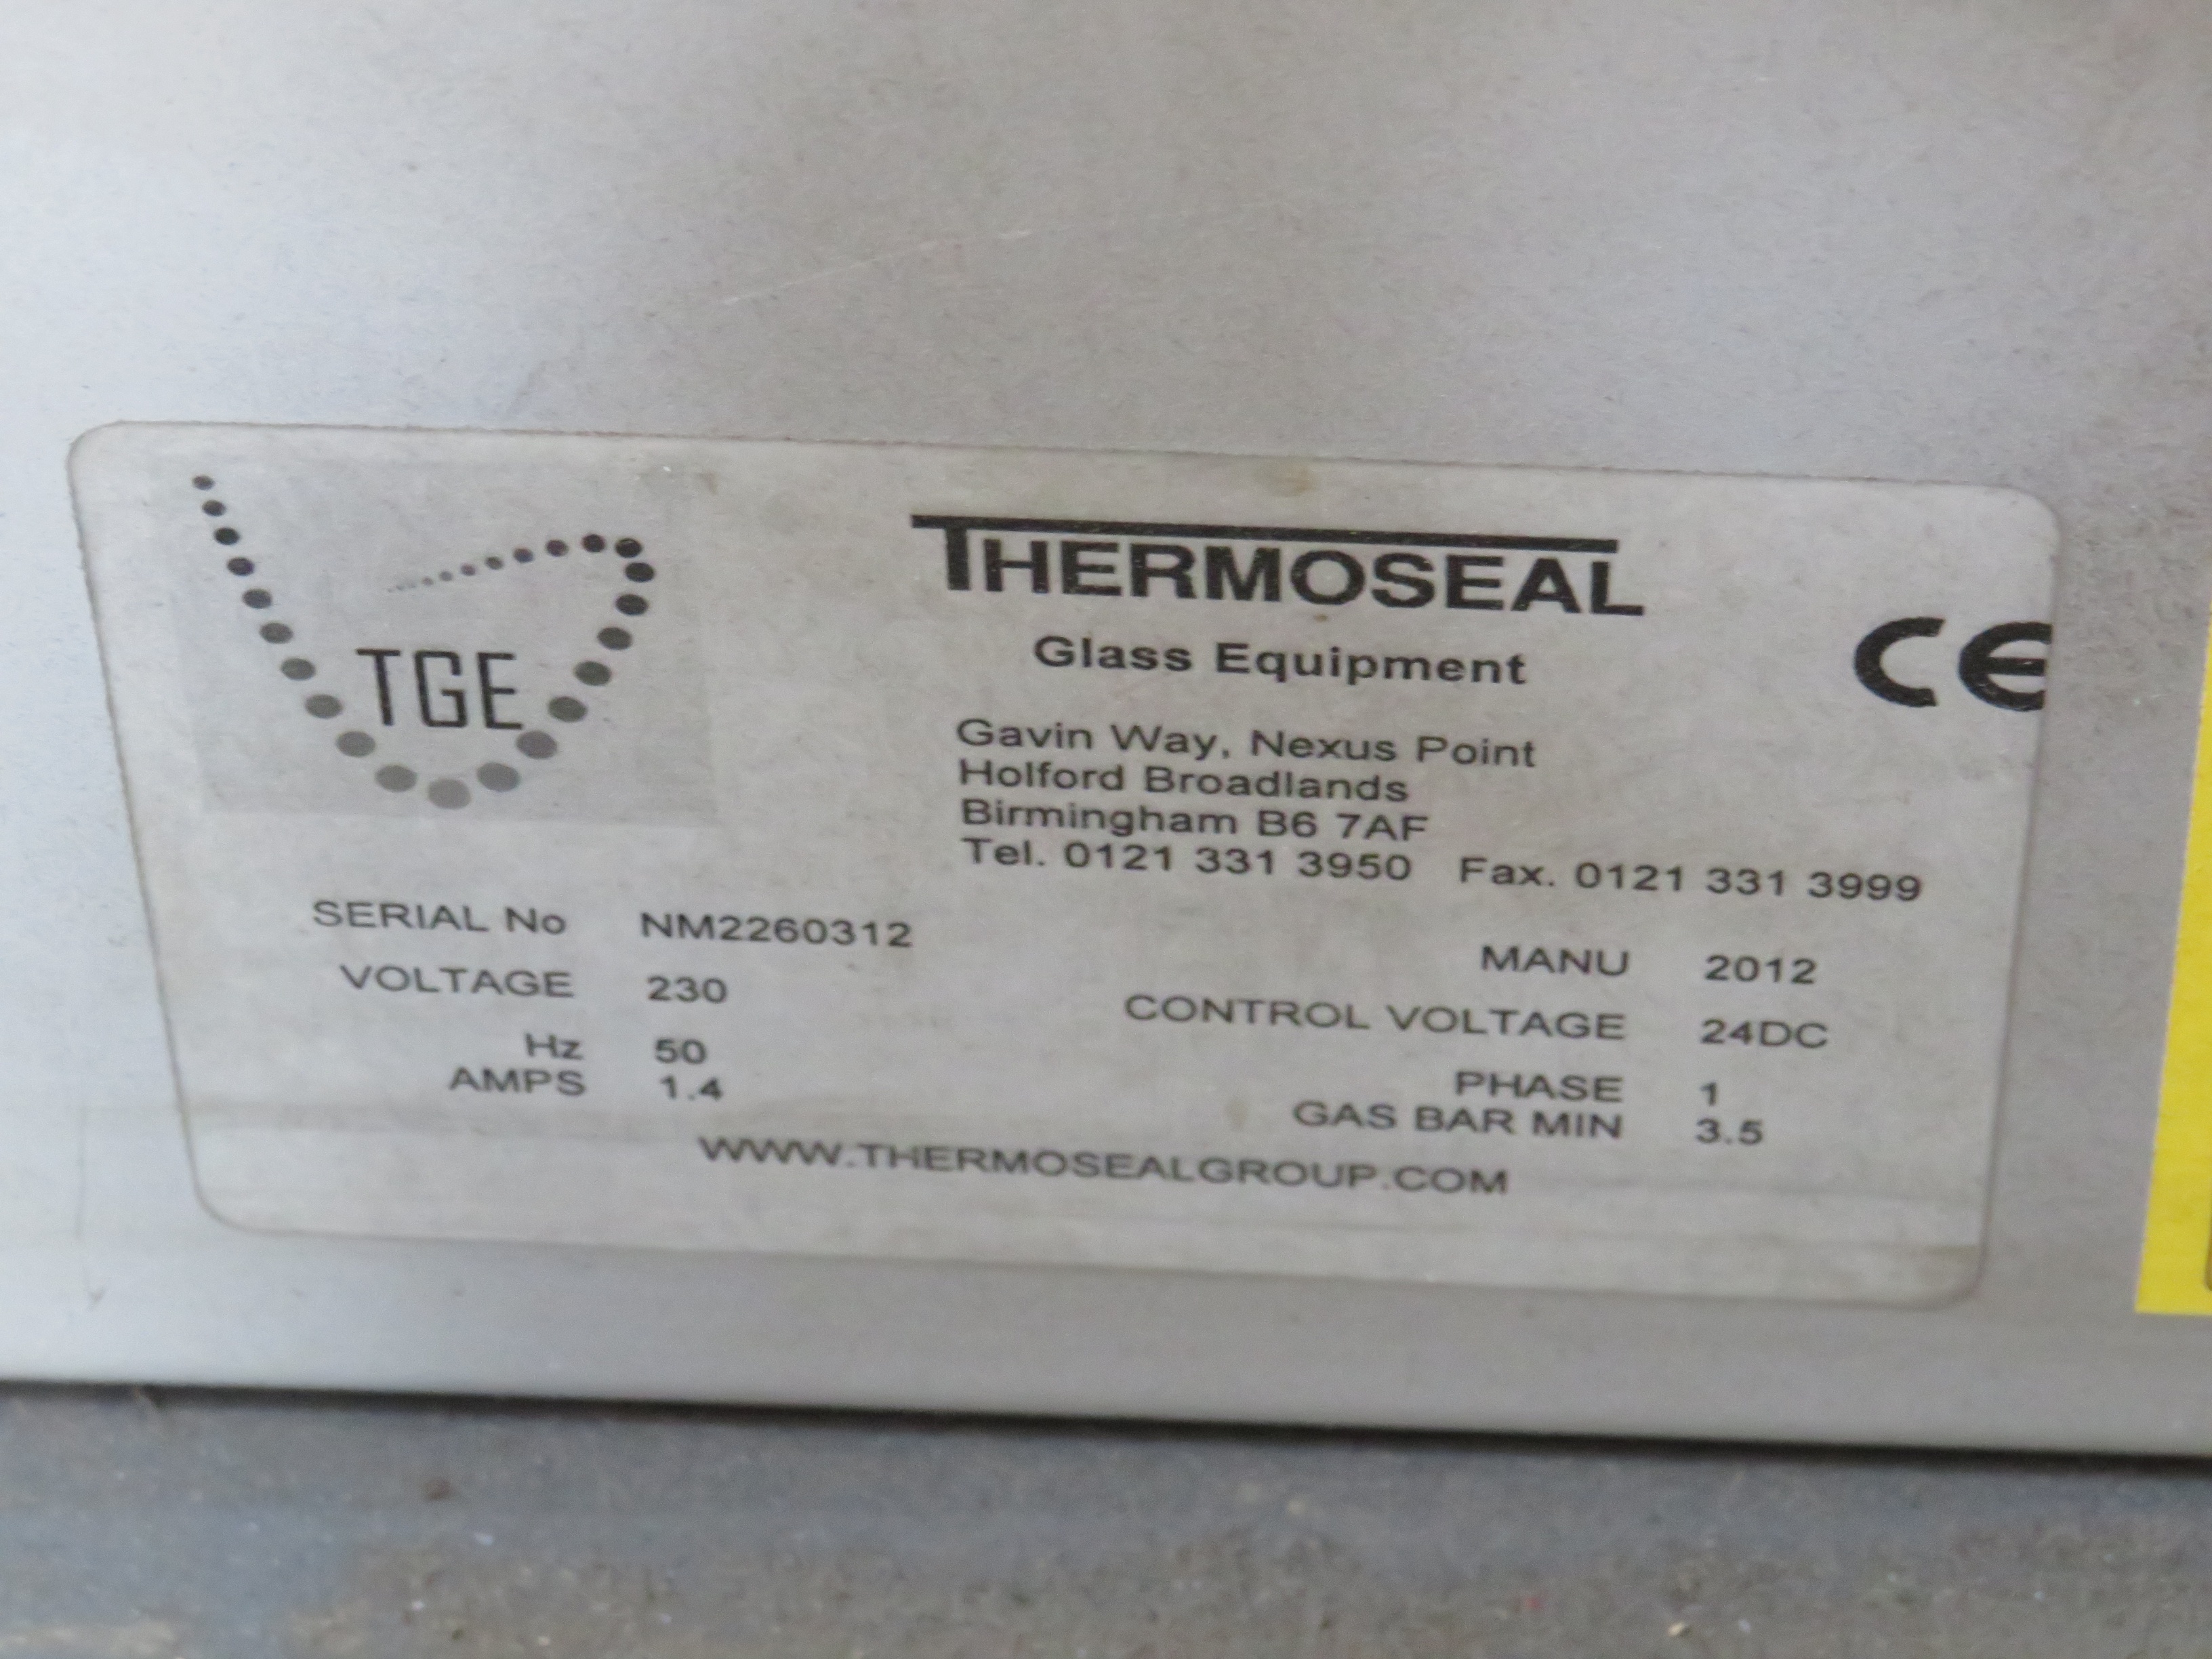 TGE
THERMOSEAL
Glass Equipment
CE
Gavin Way, Nexus Point
Holford Broadlands
Birmingham B6 7AF
Tel. 0121 331 3950 Fax. 0121 331 3999
SERIAL No NM2260312
MANU 2012
VOLTAGE 230
CONTROL VOLTAGE 24DC
Hz 50
PHASE 1
AMPS 1.4
GAS BAR MIN 3.5
WWW.THERMOSEALGROUP.COM